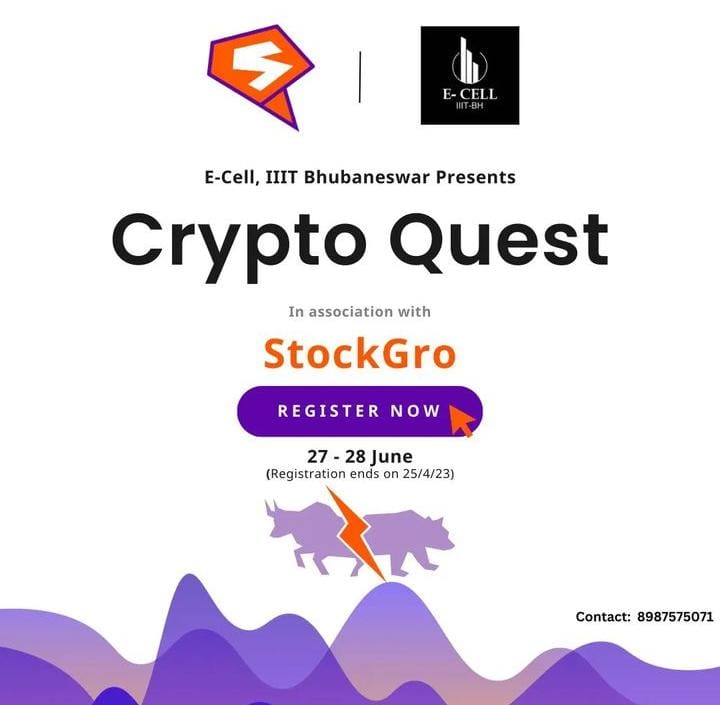 E- CELL
IIIT-BH
E-Cell, IIIT Bhubaneswar Presents
Crypto Quest
In association with
StockGro
REGISTER NOW
27 - 28 June
(Registration ends on 25/4/23)
Contact: 8987575071